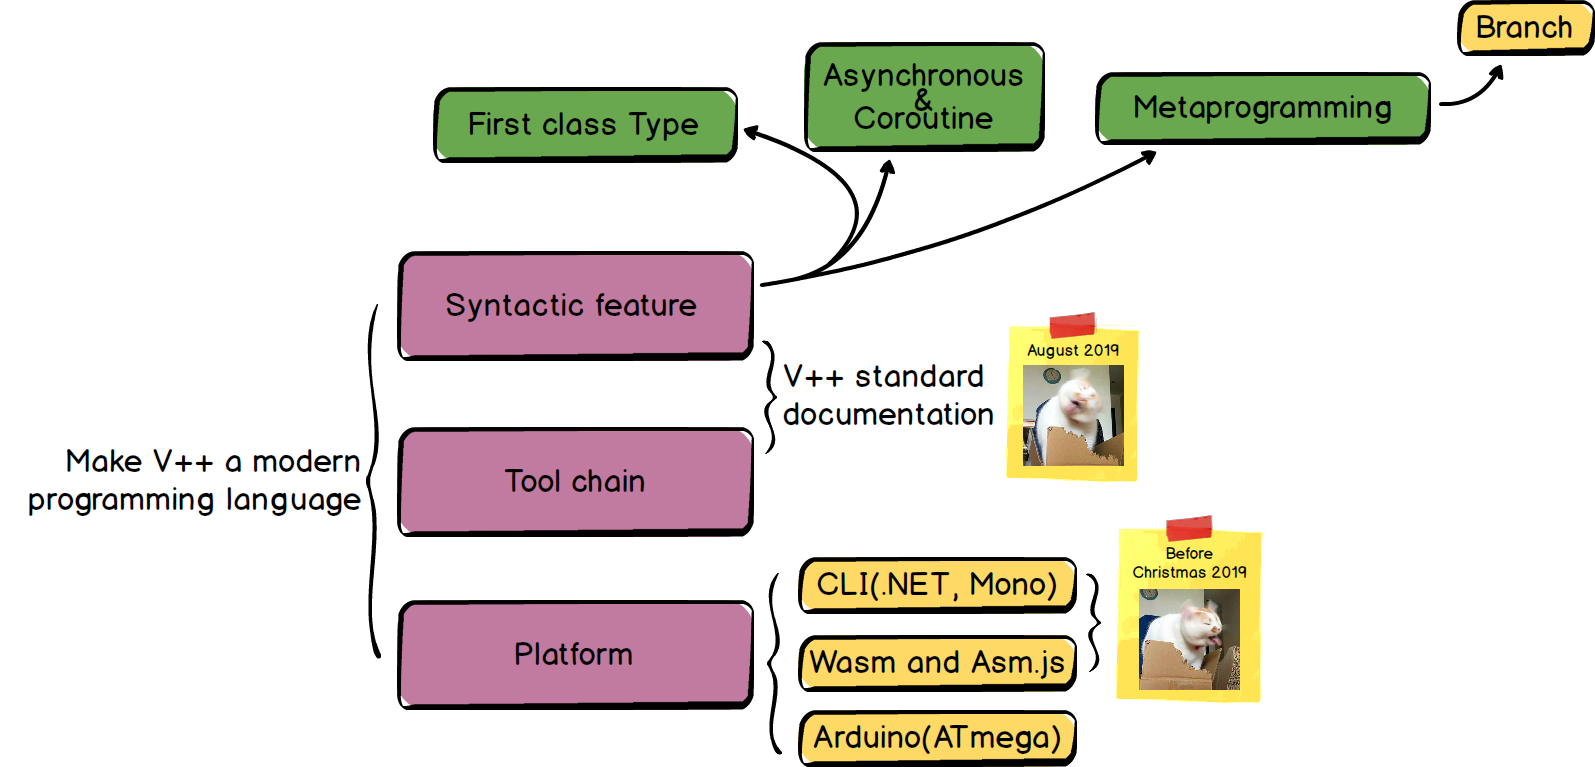 Branch
Asynchronous
&
Coroutine
Metaprogramming
First class Type
Syntactic feature
August 2019
V++ standard
documentation
Make V++ a modern
programming language
Tool chain
Before
Christmas 2019
CLI(.NET, Mono)
Platform
Wasm and Asm.js
Arduino(ATmega)